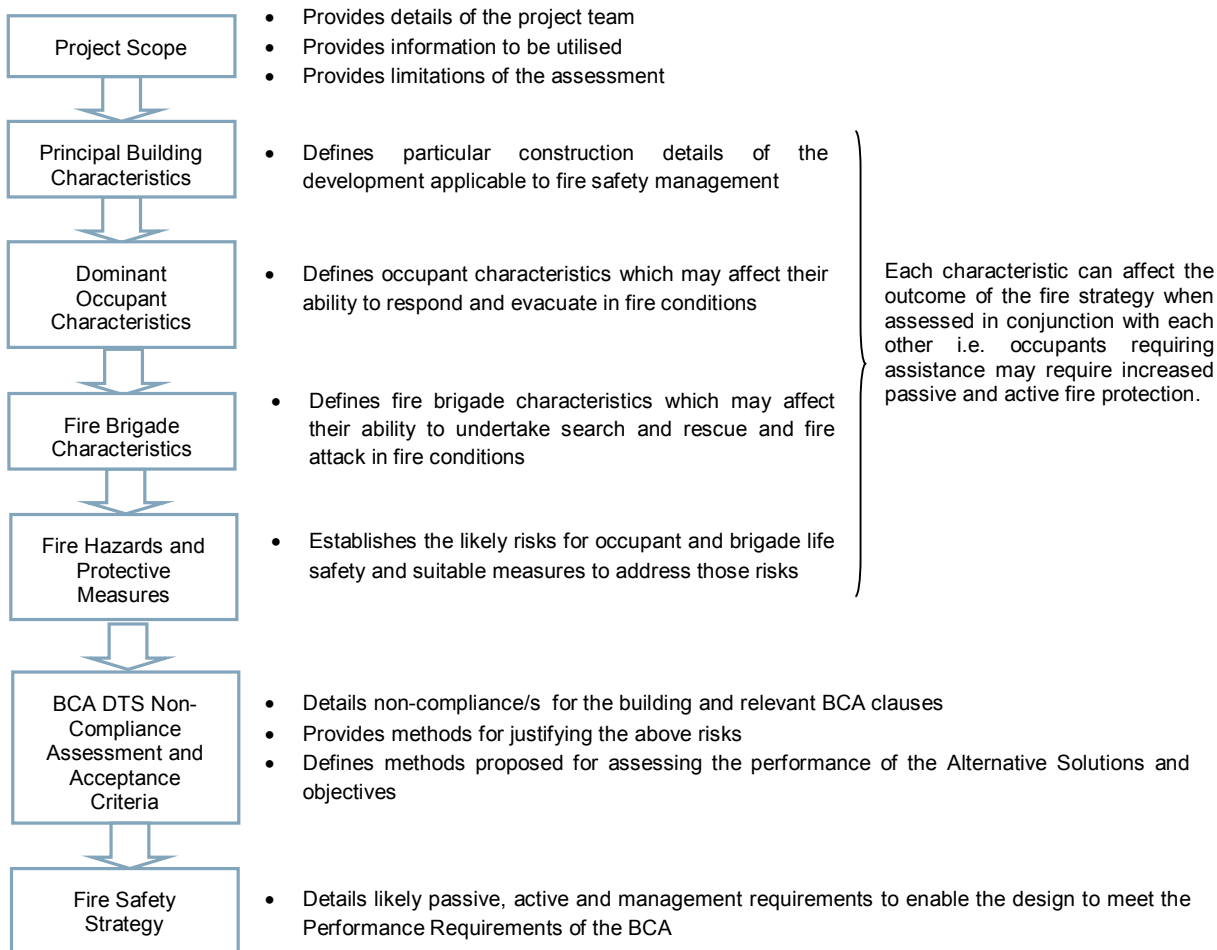 Project Scope
• Provides details of the project team
• Provides information to be utilised
• Provides limitations of the assessment
Principal Building
Characteristics
• Defines particular construction details of the
development applicable to fire safety management
Dominant
Occupant
Characteristics
• Defines occupant characteristics which may affect their
ability to respond and evacuate in fire conditions
Fire Brigade
Characteristics
• Defines fire brigade characteristics which may affect
their ability to undertake search and rescue and fire
attack in fire conditions
Fire Hazards and
Protective
Measures
• Establishes the likely risks for occupant and brigade life
safety and suitable measures to address those risks
Each characteristic can affect the
outcome of the fire strategy when
assessed in conjunction with each
other i.e. occupants requiring
assistance may require increased
passive and active fire protection.
BCA DTS Non-
Compliance
Assessment and
Acceptance
Criteria
• Details non-compliance/s for the building and relevant BCA clauses
• Provides methods for justifying the above risks
• Defines methods proposed for assessing the performance of the Alternative Solutions and
objectives
Fire Safety
Strategy
• Details likely passive, active and management requirements to enable the design to meet the
Performance Requirements of the BCA